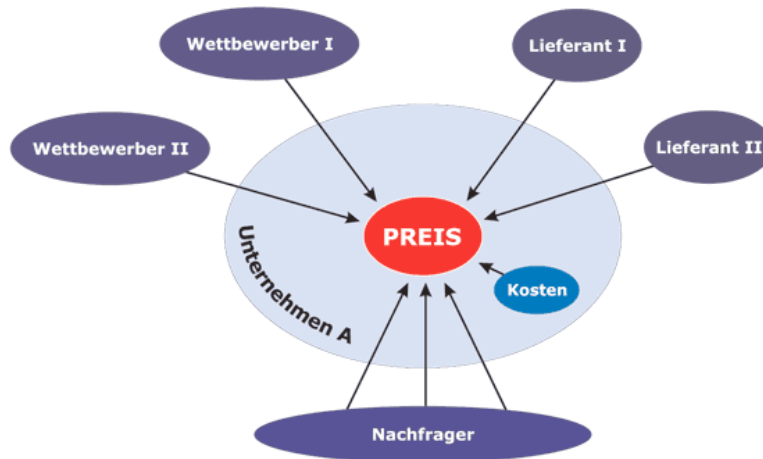 Wettbewerber I
Lieferant I
Wettbewerber II
Lieferant II
PREIS
Unternehmen A
Kosten
Nachfrager